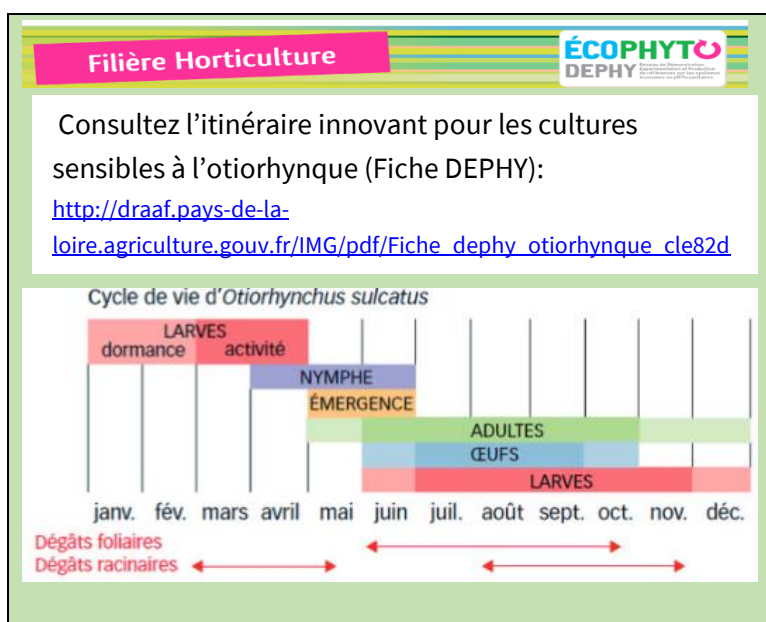 Filière Horticulture
ÉCOPHYTO
DEPHY
Consultez l’itinéraire innovant pour les cultures
sensibles à l’otiorhynque (Fiche DEPHY):
http://draaf.pays-de-la-
loire.agriculture.gouv.fr/IMG/pdf/Fiche_dephy_otiorhynque_cle82d
Cycle de vie d’Otiorhynchus sulcatus
LARVES
dormance activité
NYMPHE
ÉMERGENCE
ADULTES
ŒUFS
LARVES
janv. fév. mars avril mai juin juil. août sept. oct. nov. déc.
Dégâts foliaires
Dégâts racinaires